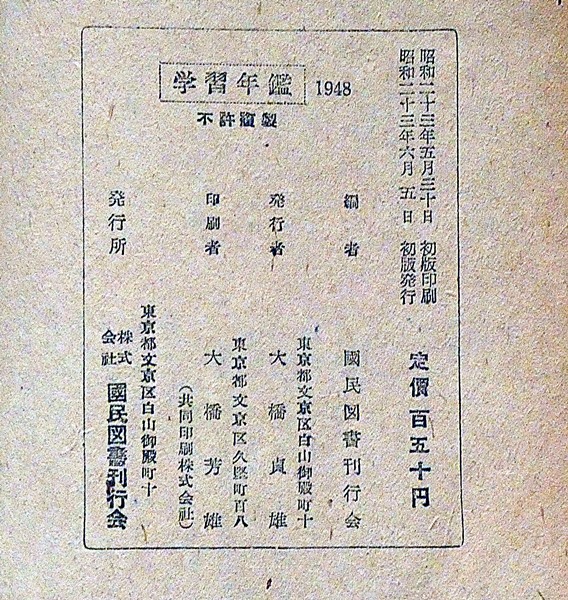 学習年鑑 1948
不許複製
昭和二十三年五月三十日 初版印刷
昭和二十三年六月五日 初版発行
定價 百五十円
編者 國民図書刊行会
東京都文京区白山御殿町十
発行者 大橋貞雄
東京都文京区久堅町百八
印刷者 大橋芳雄
(共同印刷株式会社)
東京都文京区白山御殿町十
発行所 株式会社 國民図書刊行会